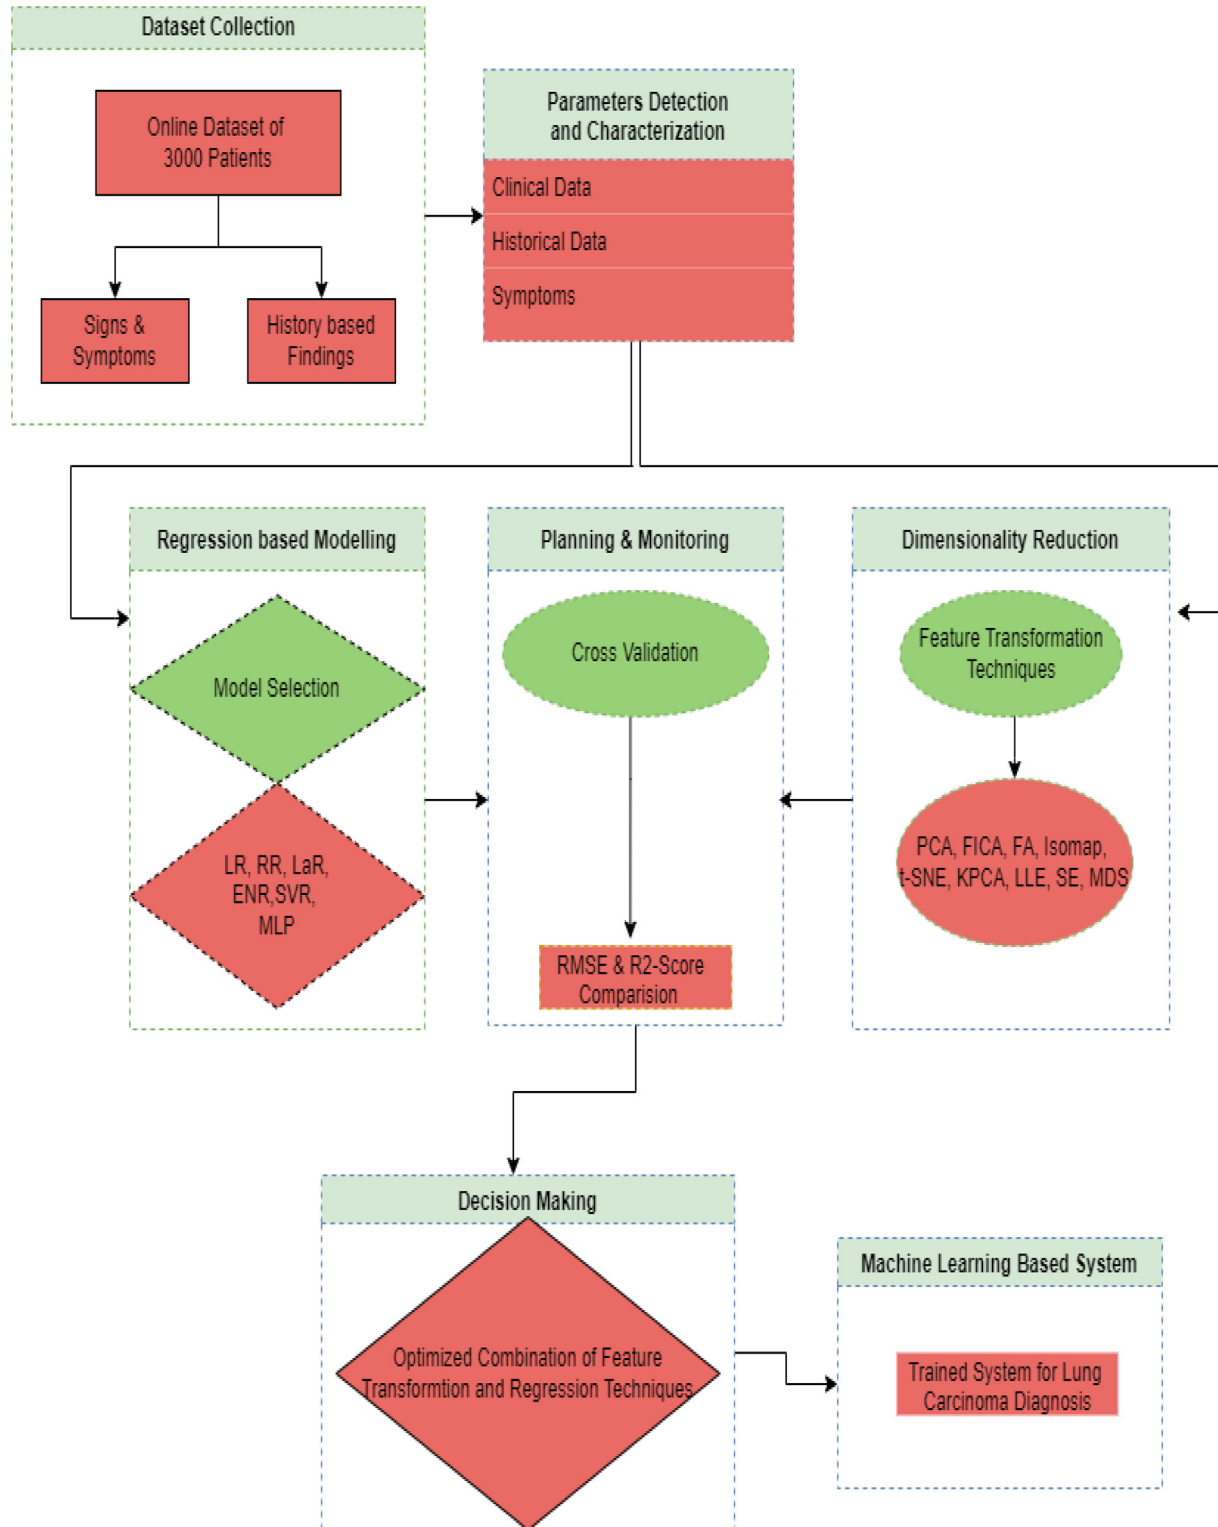 Dataset Collection
Online Dataset of
3000 Patients
Signs &
Symptoms
History based
Findings
Parameters Detection
and Characterization
Clinical Data
Historical Data
Symptoms
Regression based Modelling
Model Selection
LR, RR, LaR,
ENR,SVR,
MLP
Planning & Monitoring
Cross Validation
RMSE & R2-Score
Comparision
Dimensionality Reduction
Feature Transformation
Techniques
PCA, FICA, FA, Isomap,
t-SNE, KPCA, LLE, SE, MDS
Decision Making
Optimized Combination of Feature
Transformtion and Regression Techniques
Machine Learning Based System
Trained System for Lung
Carcinoma Diagnosis